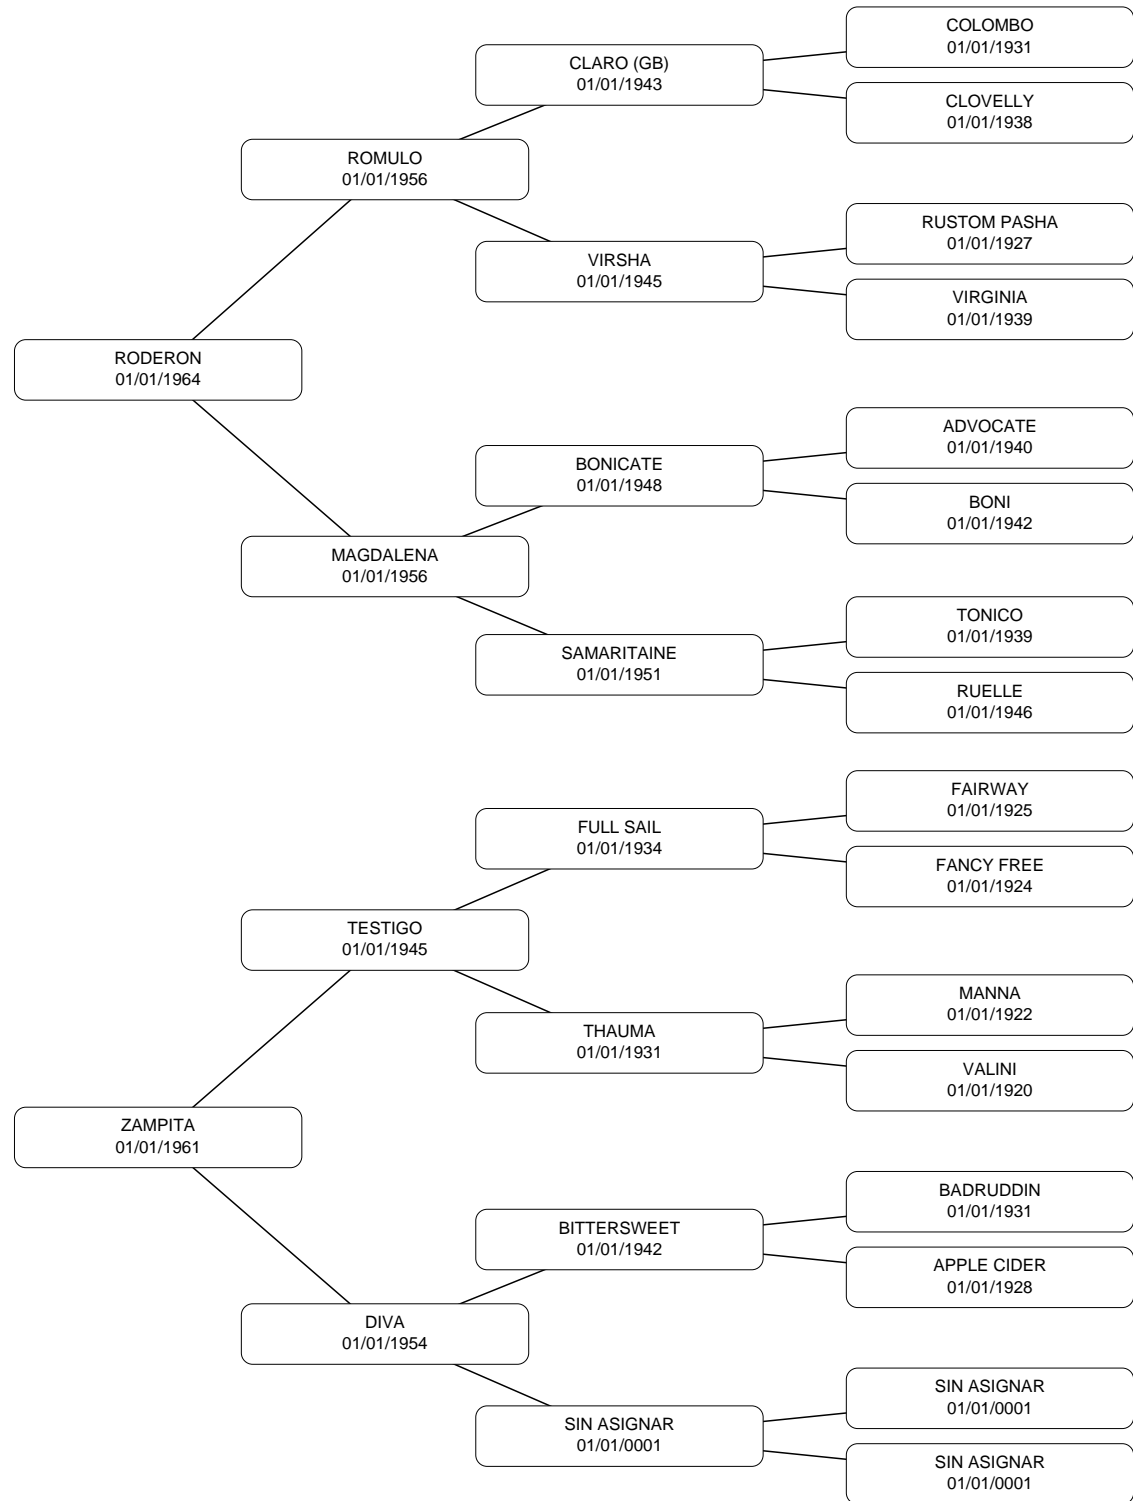 COLOMBO
01/01/1931
CLARO (GB)
01/01/1943
CLOVELLY
01/01/1938
ROMULO
01/01/1956
RUSTOM PASHA
01/01/1927
VIRSHA
01/01/1945
VIRGINIA
01/01/1939
RODERON
01/01/1964
ADVOCATE
01/01/1940
BONICATE
01/01/1948
BONI
01/01/1942
MAGDALENA
01/01/1956
TONICO
01/01/1939
SAMARITAINE
01/01/1951
RUELLE
01/01/1946
FAIRWAY
01/01/1925
FULL SAIL
01/01/1934
FANCY FREE
01/01/1924
TESTIGO
01/01/1945
MANNA
01/01/1922
THAUMA
01/01/1931
VALINI
01/01/1920
ZAMPITA
01/01/1961
BADRUDDIN
01/01/1931
BITTERSWEET
01/01/1942
APPLE CIDER
01/01/1928
DIVA
01/01/1954
SIN ASIGNAR
01/01/0001
SIN ASIGNAR
01/01/0001
SIN ASIGNAR
01/01/0001